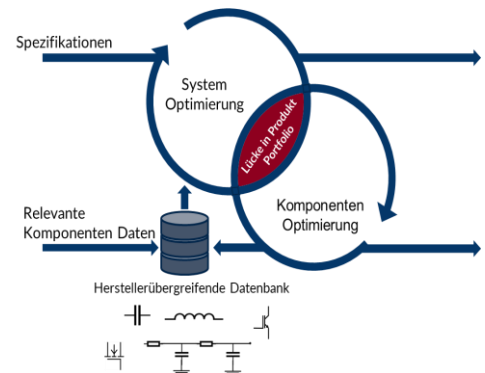 Spezifikationen
System
Optimierung
Lücke in Produkt
Portfolio
Relevante
Komponenten Daten
Komponenten
Optimierung
Herstellerübergreifende Datenbank